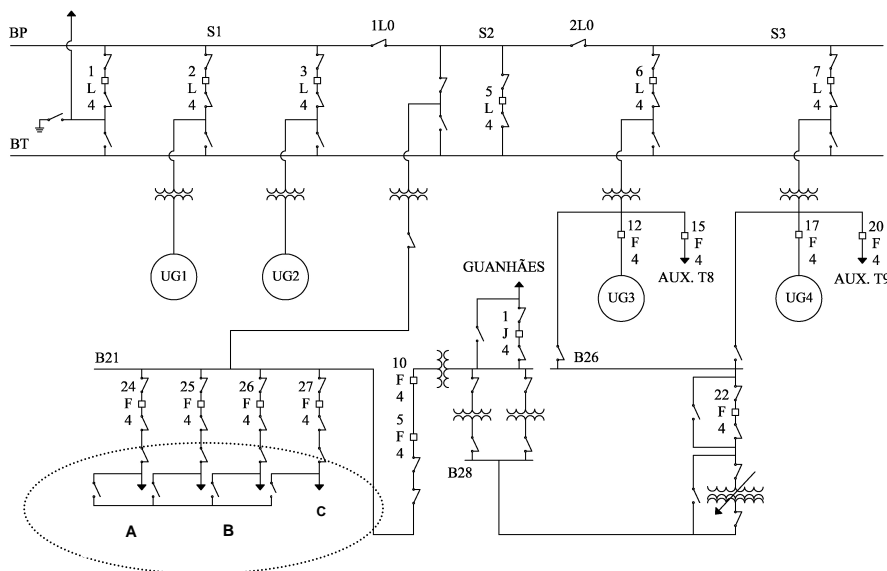 BP S1 1L0 S2 2L0 S3
1 L 4
2 L 4
3 L 4
5 L 4
6 L 4
7 L 4
BT
UG1
UG2
12 F 4
15 F 4
17 F 4
20 F 4
UG3
AUX. T8
UG4
AUX. T9
GUANHÃES
1 J 4
B21
24 F 4
25 F 4
26 F 4
27 F 4
10 F 4
5 F 4
B26
22 F 4
B28
A B C